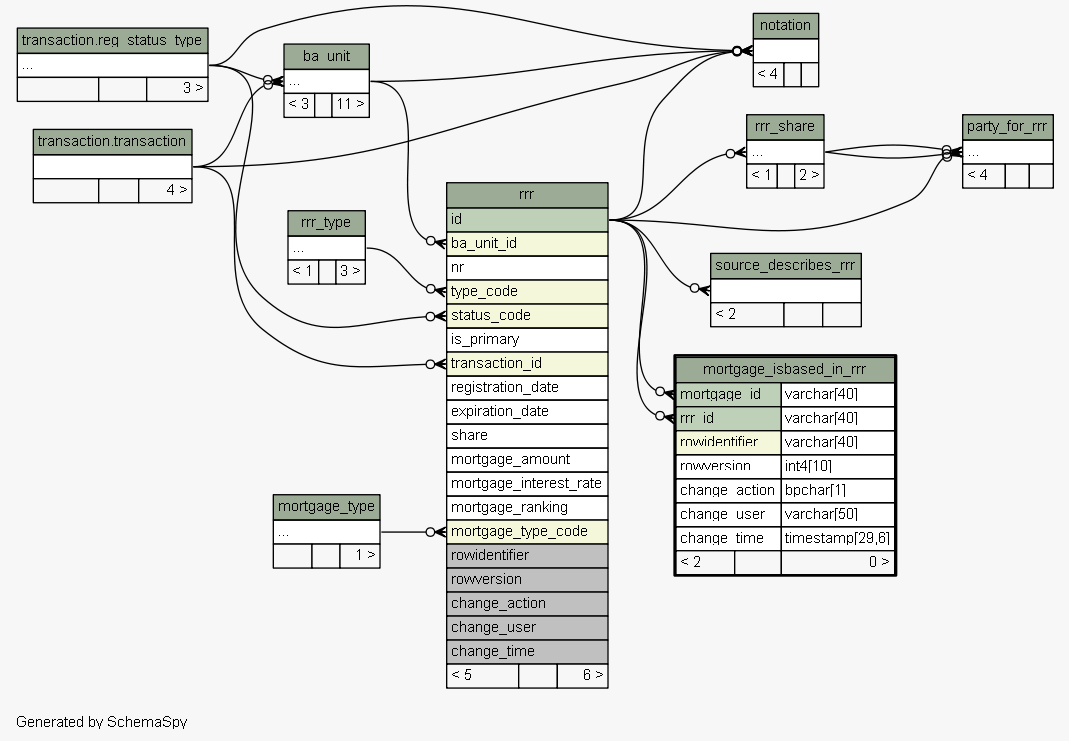 transaction.reg_status_type
...
3 >
ba_unit
...
< 3 11 >
notation
< 4
transaction.transaction
4 >
rrr_share
...
< 1 2 >
party_for_rrr
...
< 4
rrr_type
...
< 1 3 >
rrr
id
ba_unit_id
nr
type_code
status_code
is_primary
transaction_id
registration_date
expiration_date
share
mortgage_amount
mortgage_interest_rate
mortgage_ranking
mortgage_type_code
rowidentifier
rowversion
change_action
change_user
change_time
< 5 6 >
source_describes_rrr
< 2
mortgage_isbased_in_rrr
mortgage_id varchar[40]
rrr_id varchar[40]
rowidentifier varchar[40]
rowversion int4[10]
change_action bpchar[1]
change_user varchar[50]
change_time timestamp[29,6]
< 2 0 >
mortgage_type
...
1 >
Generated by SchemaSpy